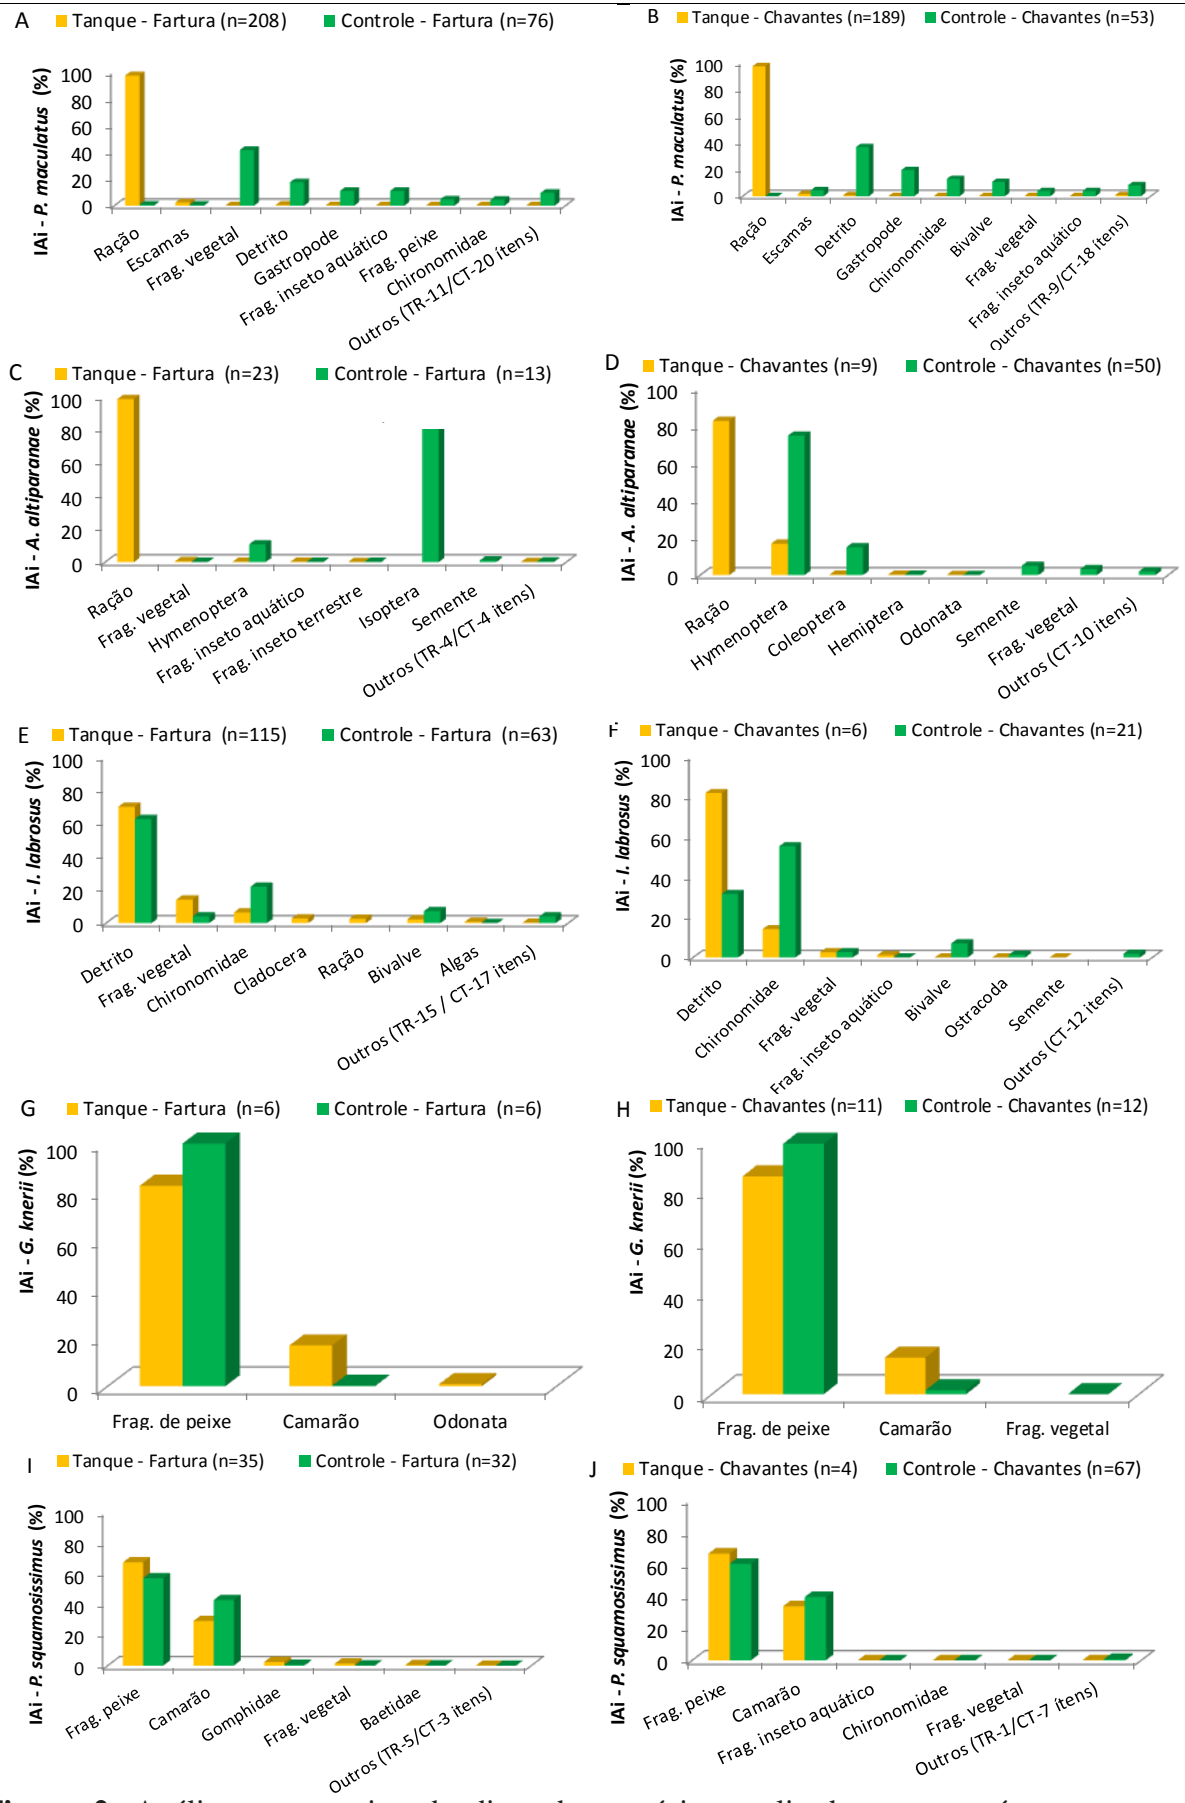 A
Tanque - Fartura (n=208) Controle - Fartura (n=76)
IAi - P. maculatus (%)
100
80
60
40
20
0
Ração
Escamas
Frag. vegetal
Detrito
Gastropode
Frag. inseto aquático
Frag. peixe
Chironomidae
Outros (TR-11/CT-20 ítens)
B
Tanque - Chavantes (n=189) Controle - Chavantes (n=53)
IAi - P. maculatus (%)
100
80
60
40
20
0
Ração
Escamas
Detrito
Gastropode
Chironomidae
Bivalve
Frag. vegetal
Frag. inseto aquático
Outros (TR-9/CT-18 itens)
C
Tanque - Fartura (n=23) Controle - Fartura (n=13)
IAi - A. altiparanae (%)
100
80
60
40
20
0
Ração
Frag. vegetal
Hymenoptera
Frag. inseto aquático
Frag. inseto terrestre
Isoptera
Semente
Outros (TR-4/CT-4 itens)
D
Tanque - Chavantes (n=9) Controle - Chavantes (n=50)
IAi - A. altiparanae (%)
100
80
60
40
20
0
Ração
Hymenoptera
Coleoptera
Hemiptera
Odonata
Semente
Frag. vegetal
Outros (CT-10 itens)
E
Tanque - Fartura (n=115) Controle - Fartura (n=63)
IAi - I. labrosus (%)
100
80
60
40
20
0
Detrito
Frag. vegetal
Chironomidae
Cladocera
Ração
Bivalve
Algas
Outros (TR-15 / CT-17 itens)
F
Tanque - Chavantes (n=6) Controle - Chavantes (n=21)
IAi - I. labrosus (%)
100
80
60
40
20
0
Detrito
Chironomidae
Frag. vegetal
Frag. inseto aquático
Bivalve
Ostracoda
Semente
Outros (CT-12 itens)
G
Tanque - Fartura (n=6) Controle - Fartura (n=6)
IAi - G. knerii (%)
100
80
60
40
20
0
Frag. de peixe Camarão Odonata
H
Tanque - Chavantes (n=11) Controle - Chavantes (n=12)
IAi - G. knerii (%)
100
80
60
40
20
0
Frag. de peixe Camarão Frag. vegetal
I
Tanque - Fartura (n=35) Controle - Fartura (n=32)
IAi - P. squamosissimus (%)
100
80
60
40
20
0
Frag. peixe
Camarão
Gomphidae
Frag. vegetal
Baetidae
Outros (TR-5/CT-3 ítens)
J
Tanque - Chavantes (n=4) Controle - Chavantes (n=67)
IAi - P. squamosissimus (%)
100
80
60
40
20
0
Frag. peixe
Camarão
Frag. inseto aquático
Chironomidae
Frag. vegetal
Outros (TR-1/CT-7 ítens)